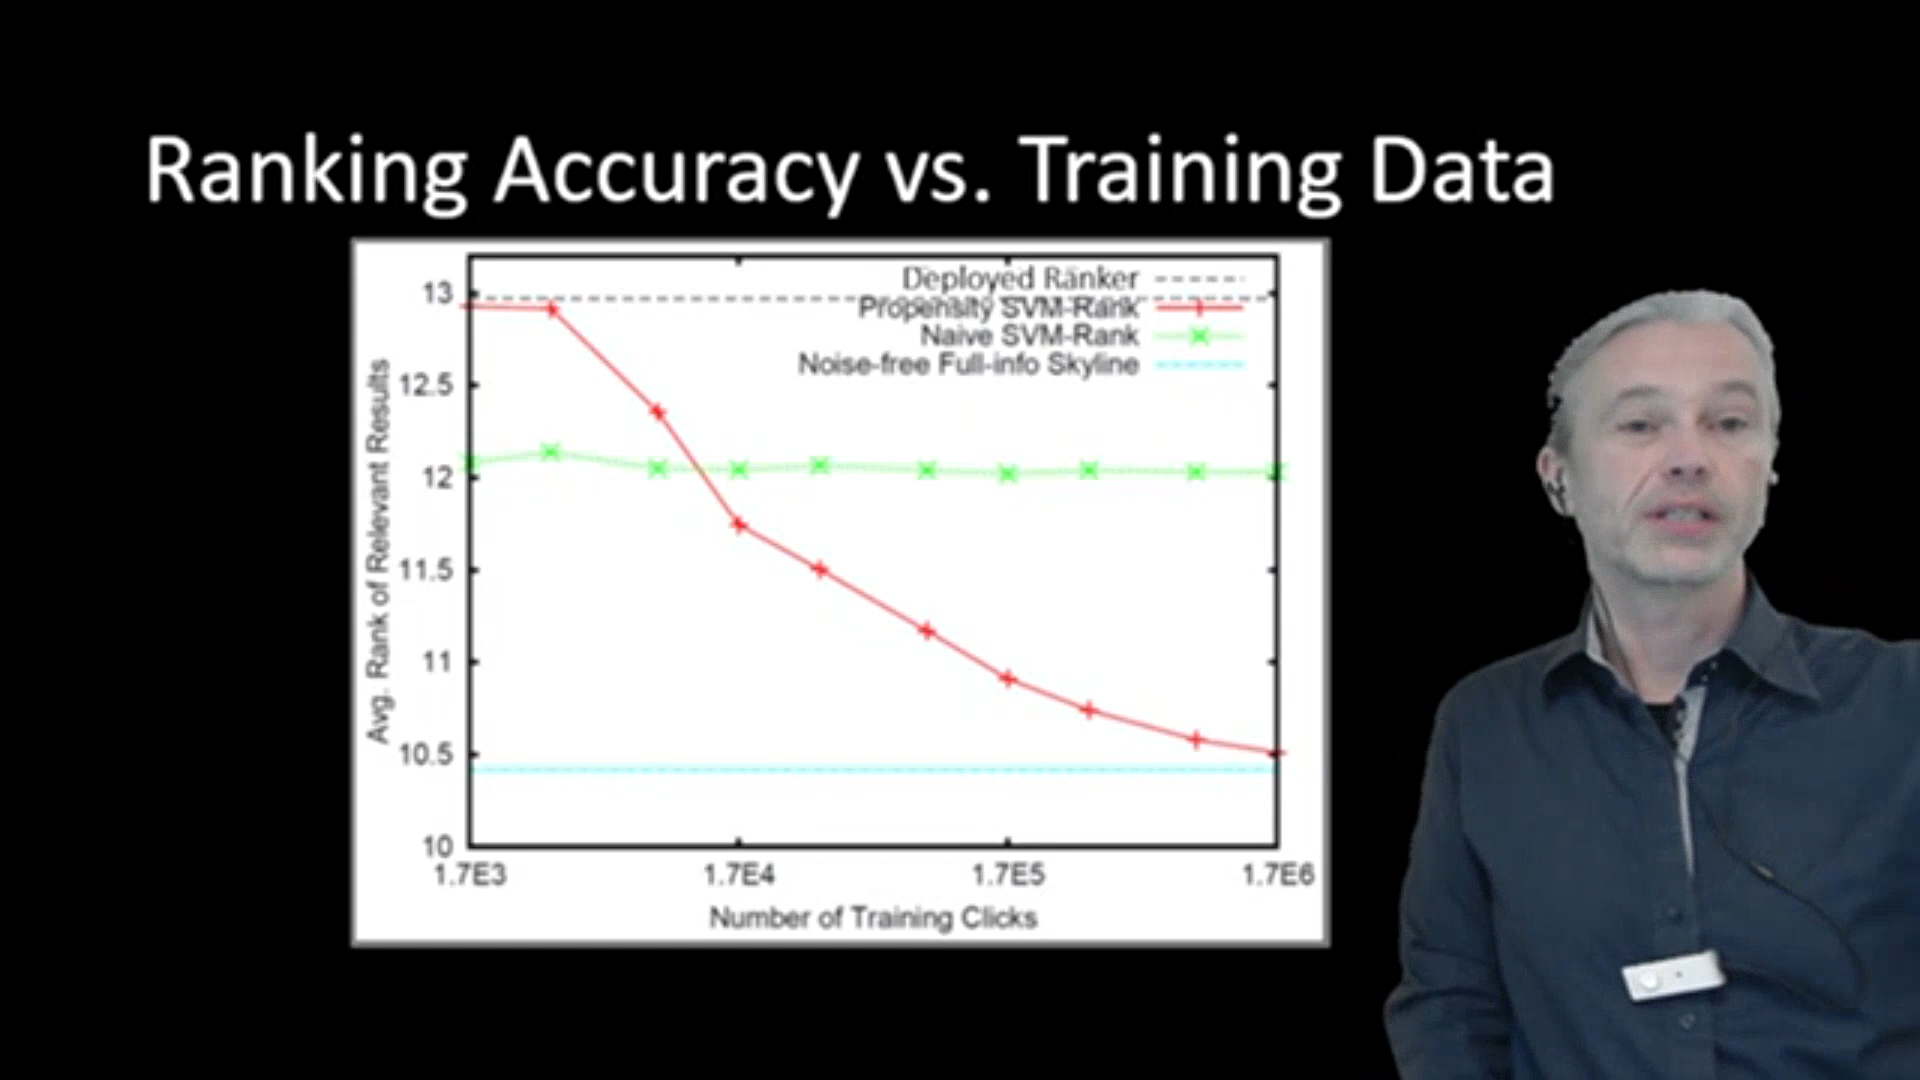 Ranking Accuracy vs. Training Data
Deployed Ranker
Propensity SVM-Rank
Naive SVM-Rank
Noise-free Full-info Skyline
Avg. Rank of Relevant Results
13
12.5
12
11.5
11
10.5
10
1.7E3 1.7E4 1.7E5 1.7E6
Number of Training Clicks